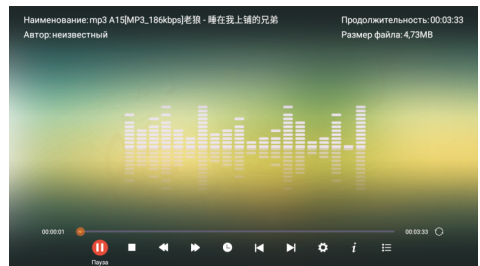 Наименование: mp3 A15[MP3_186kbps]老狼 - 睡在我上铺的兄弟
Продолжительность: 00:03:33
Автор: неизвестный
Размер файла: 4,73MB
00:00:01
00:03:33
Пауза